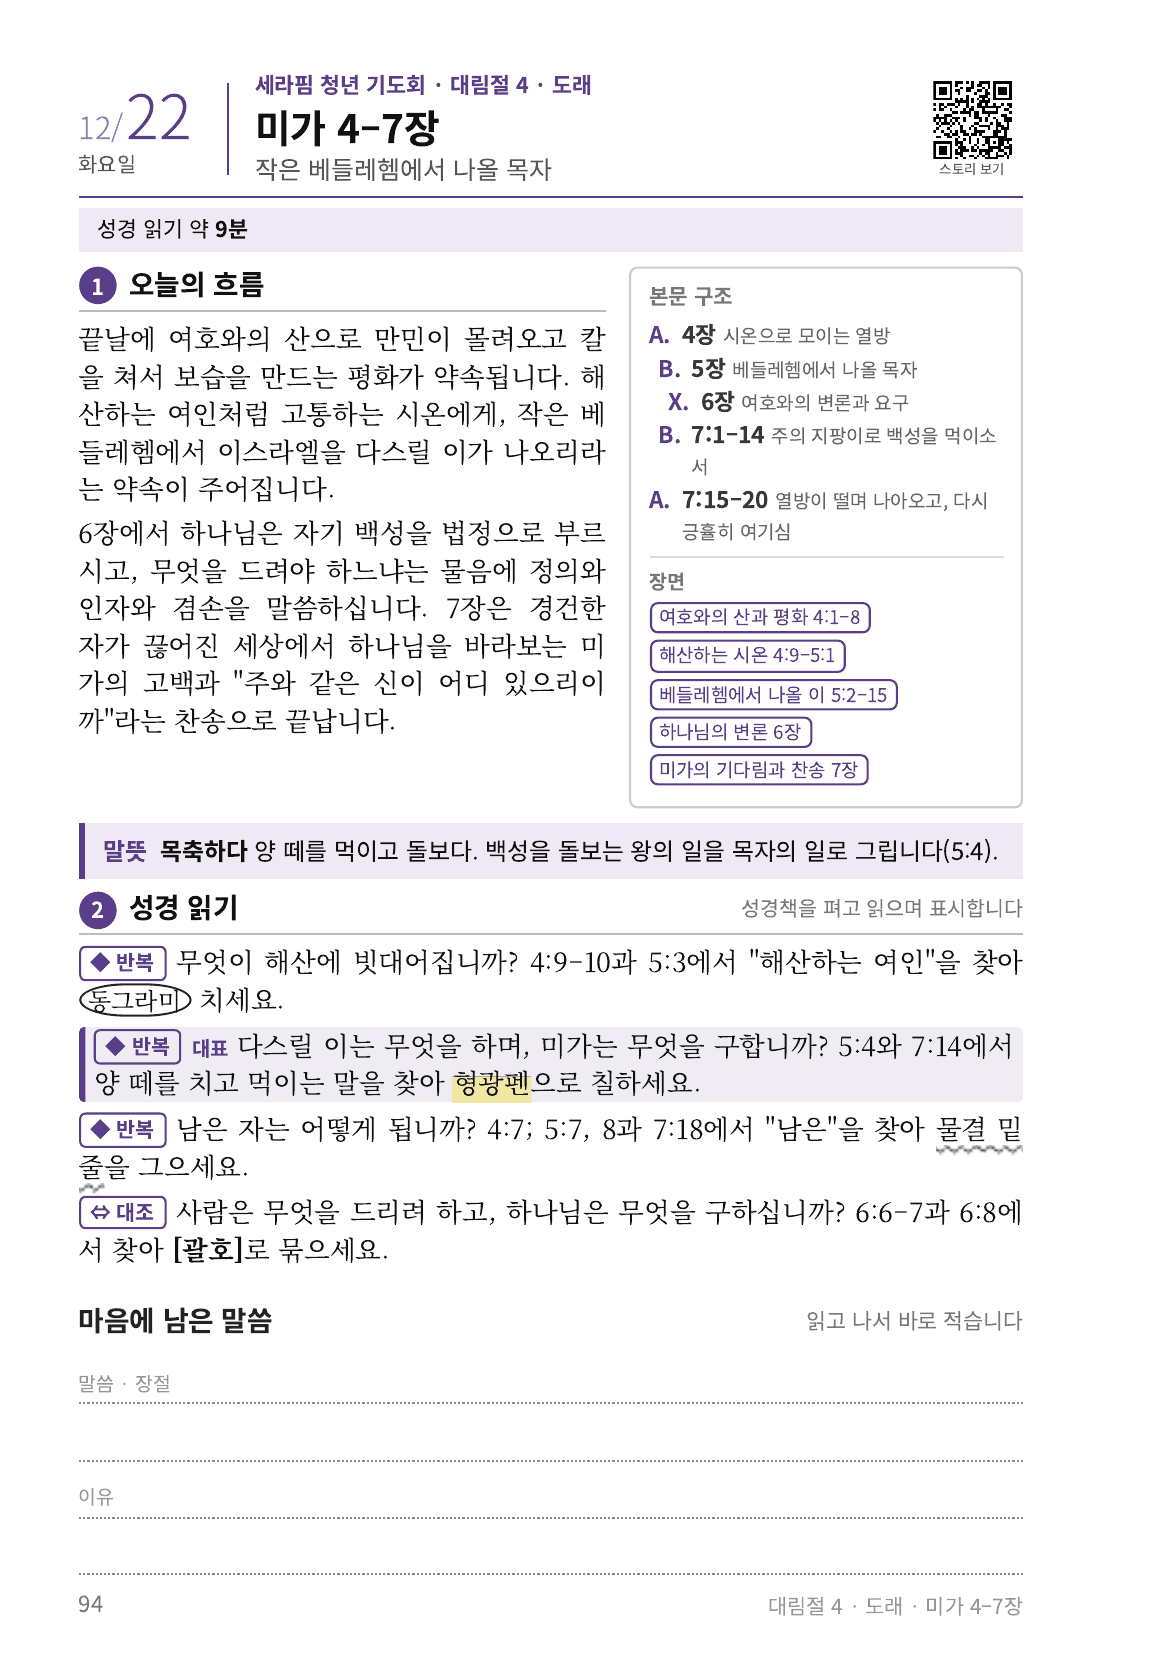 12/22
화요일
세라핌 청년 기도회 · 대림절 4 · 도래
미가 4–7장
작은 베들레헴에서 나올 목자
스토리 보기
성경 읽기 약 9분
1 오늘의 흐름
끝날에 여호와의 산으로 만민이 몰려오고 칼
을 쳐서 보습을 만드는 평화가 약속됩니다. 해
산하는 여인처럼 고통하는 시온에게, 작은 베
들레헴에서 이스라엘을 다스릴 이가 나오리라
는 약속이 주어집니다.
6장에서 하나님은 자기 백성을 법정으로 부르
시고, 무엇을 드려야 하느냐는 물음에 정의와
인자와 겸손을 말씀하십니다. 7장은 경건한
자가 끊어진 세상에서 하나님을 바라보는 미
가의 고백과 "주와 같은 신이 어디 있으리이
까"라는 찬송으로 끝납니다.
본문 구조
A. 4장 시온으로 모이는 열방
B. 5장 베들레헴에서 나올 목자
X. 6장 여호와의 변론과 요구
B. 7:1–14 주의 지팡이로 백성을 먹이소
서
A. 7:15–20 열방이 떨며 나아오고, 다시
긍휼히 여기심
장면
여호와의 산과 평화 4:1–8
해산하는 시온 4:9–5:1
베들레헴에서 나올 이 5:2–15
하나님의 변론 6장
미가의 기다림과 찬송 7장
말뜻 목축하다 양 떼를 먹이고 돌보다. 백성을 돌보는 왕의 일을 목자의 일로 그립니다(5:4).
2 성경 읽기
성경책을 펴고 읽으며 표시합니다
◆ 반복 무엇이 해산에 빗대어집니까? 4:9–10과 5:3에서 "해산하는 여인"을 찾아
동그라미 치세요.
◆ 반복 대표 다스릴 이는 무엇을 하며, 미가는 무엇을 구합니까? 5:4와 7:14에서
양 떼를 치고 먹이는 말을 찾아 형광펜으로 칠하세요.
◆ 반복 남은 자는 어떻게 됩니까? 4:7; 5:7, 8과 7:18에서 "남은"을 찾아 물결 밑
줄을 그으세요.
⇔ 대조 사람은 무엇을 드리려 하고, 하나님은 무엇을 구하십니까? 6:6–7과 6:8에
서 찾아 [괄호]로 묶으세요.
마음에 남은 말씀
읽고 나서 바로 적습니다
말씀 · 장절
이유
94
대림절 4 · 도래 · 미가 4–7장